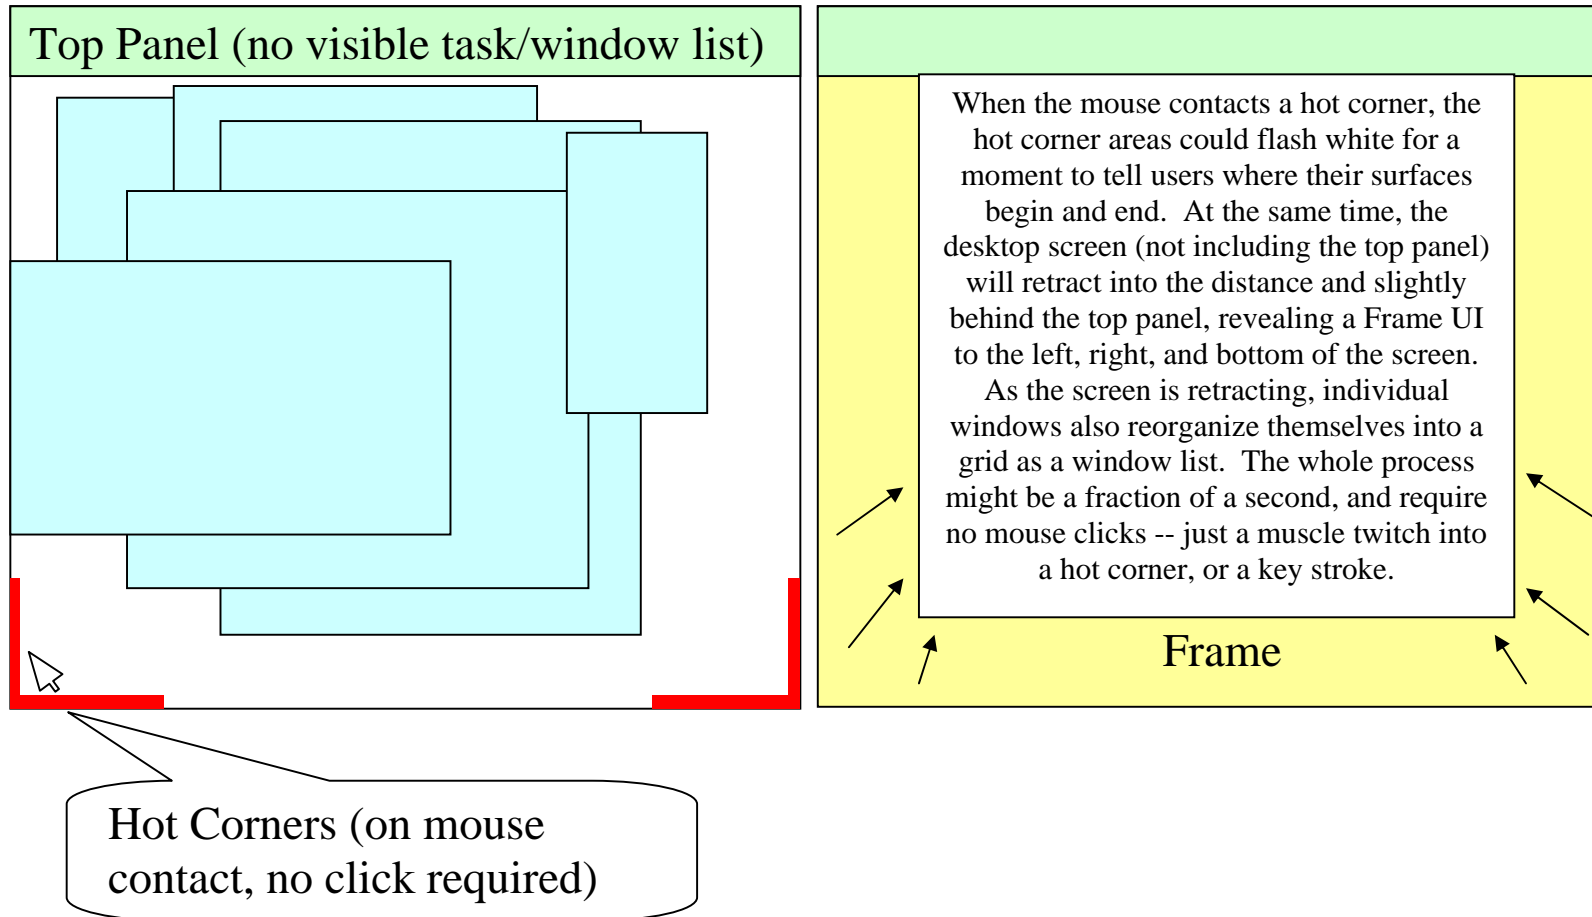 Top Panel (no visible task/window list)
When the mouse contacts a hot corner, the
hot corner areas could flash white for a
moment to tell users where their surfaces
begin and end.  At the same time, the
desktop screen (not including the top panel)
will retract into the distance and slightly
behind the top panel, revealing a Frame UI
to the left, right, and bottom of the screen.
As the screen is retracting, individual
windows also reorganize themselves into a
grid as a window list.  The whole process
might be a fraction of a second, and require
no mouse clicks -- just a muscle twitch into
a hot corner, or a key stroke.
Frame
Hot Corners (on mouse
contact, no click required)